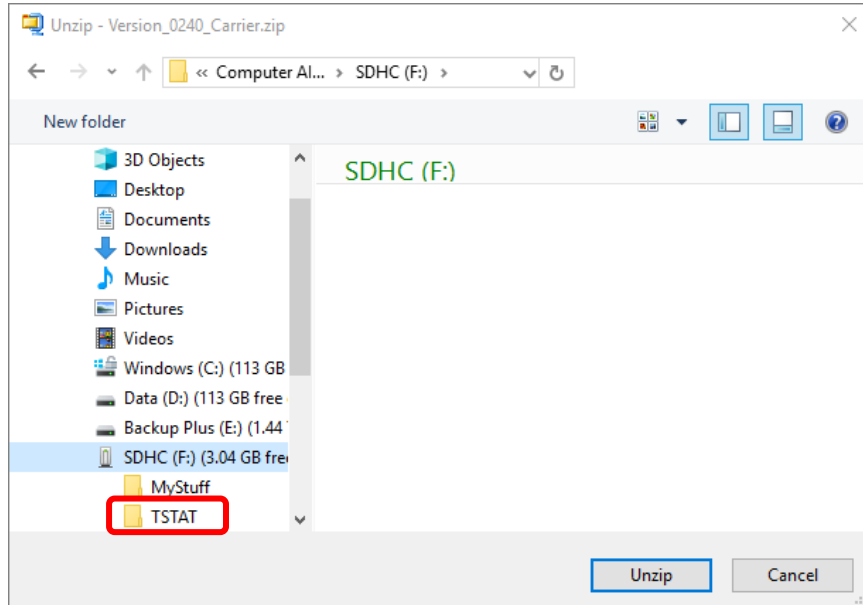 Unzip - Version_0240_Carrier.zip
« Computer Al... › SDHC (F:) ›
New folder
3D Objects
SDHC (F:)
Desktop
Documents
Downloads
Music
Pictures
Videos
Windows (C:) (113 GB
Data (D:) (113 GB free
Backup Plus (E:) (1.44
SDHC (F:) (3.04 GB fre
MyStuff
TSTAT
Unzip Cancel